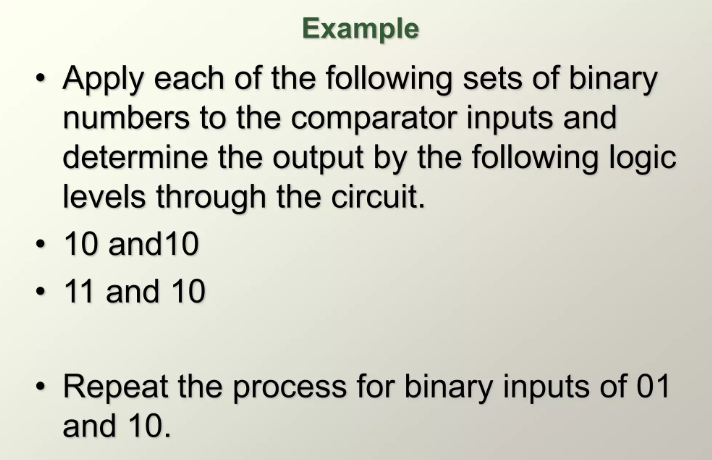 Example
• Apply each of the following sets of binary
numbers to the comparator inputs and
determine the output by the following logic
levels through the circuit.
• 10 and10
• 11 and 10
• Repeat the process for binary inputs of 01
and 10.